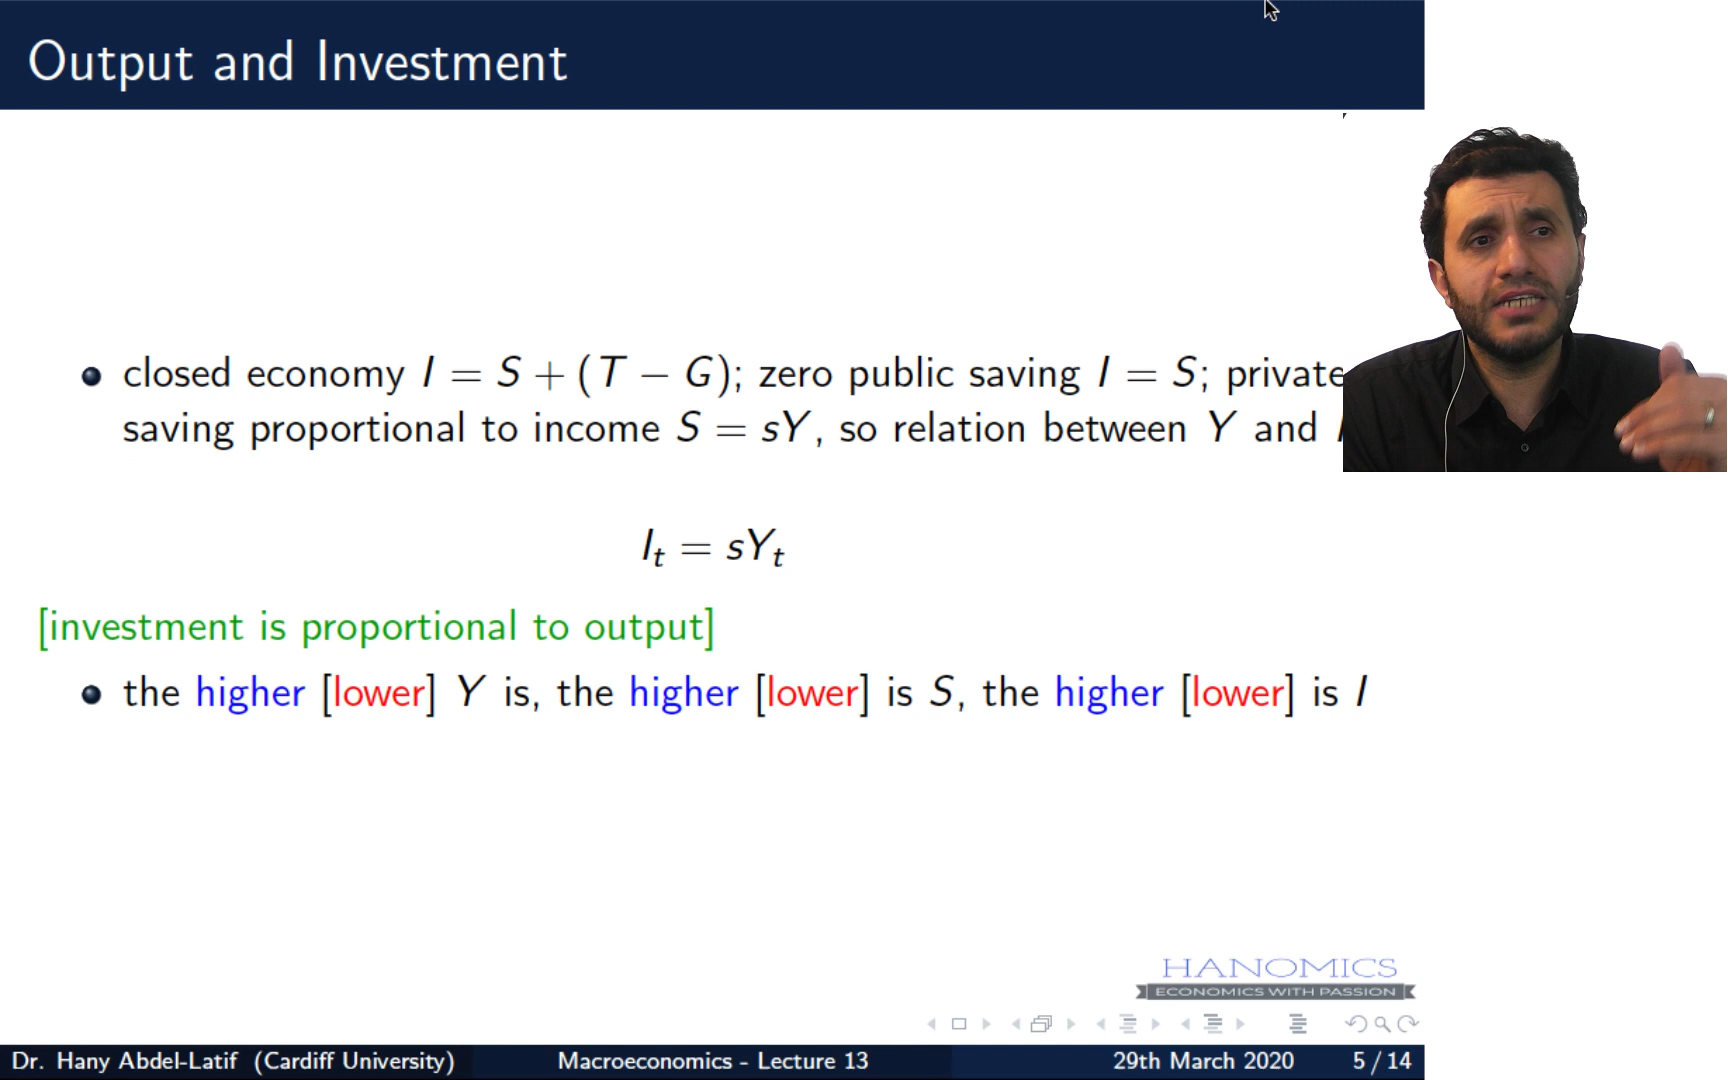 Output and Investment
closed economy I = S + (T − G); zero public saving I = S; private
saving proportional to income S = sY, so relation between Y and I
I_t = sY_t
[investment is proportional to output]
the higher [lower] Y is, the higher [lower] is S, the higher [lower] is I
HANOMICS
ECONOMICS WITH PASSION
Dr. Hany Abdel-Latif (Cardiff University) Macroeconomics - Lecture 13 29th March 2020 5 / 14